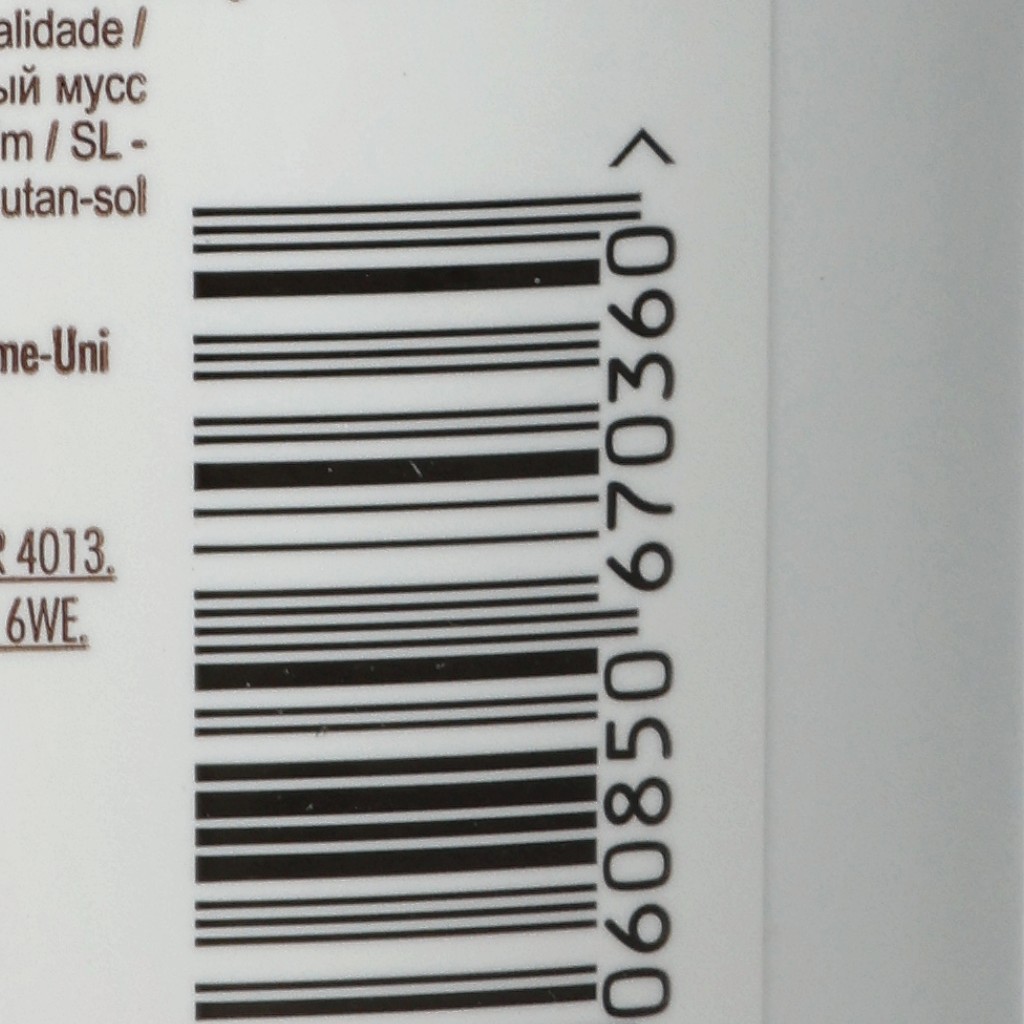 alidade /
ый мусс
m / SL -
utan-sol
me-Uni
R 4013.
6WE.
060850 670360 >